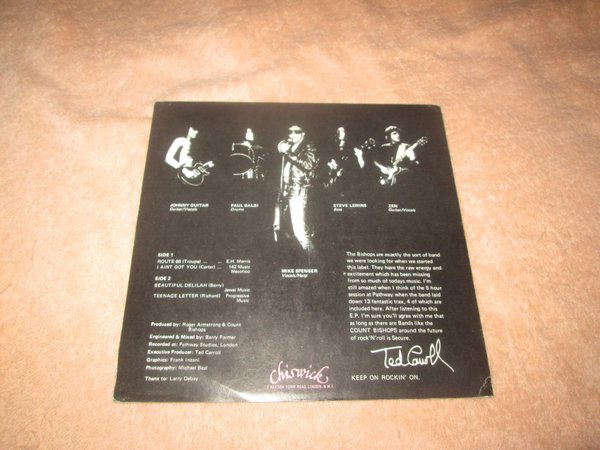 JOHNNY GUITAR
Guitar/Vocals
PAUL BALBI
Drums
MIKE SPENSER
Vocals/Harp
STEVE LEWINS
Bass
ZEN
Guitar/Vocals
SIDE 1
ROUTE 66 (Troupe) ... E.H. Morris
I AINT GOT YOU (Carter) ... 142 Music
Mecolico
SIDE 2
BEAUTIFUL DELILAH (Berry)
Jewel Music
TEENAGE LETTER (Richard) Progressive
Music
Produced by: Roger Armstrong & Count
Bishops
Engineered & Mixed by: Barry Farmer
Recorded at: Pathway Studios, London
Executive Producer: Ted Carroll
Graphics: Frank Inzani
Photography: Michael Beal
Thanx to: Larry Debay
The Bishops are exactly the sort of band
we were looking for when we started
this label. They have the raw energy and
excitement which has been missing
from so much of todays music. I'm
still amazed when I think of the 5 hour
session at Pathway when the band laid
down 13 fantastic trax, 4 of which are
included here. After listening to this
E.P. I'm sure you'll agree with me that
as long as there are Bands like the
COUNT BISHOPS around the future
of rock'N'roll is Secure.
Ted Carroll
KEEP ON ROCKIN' ON.
chiswick
KENTISH TOWN ROAD LONDON N.W.1